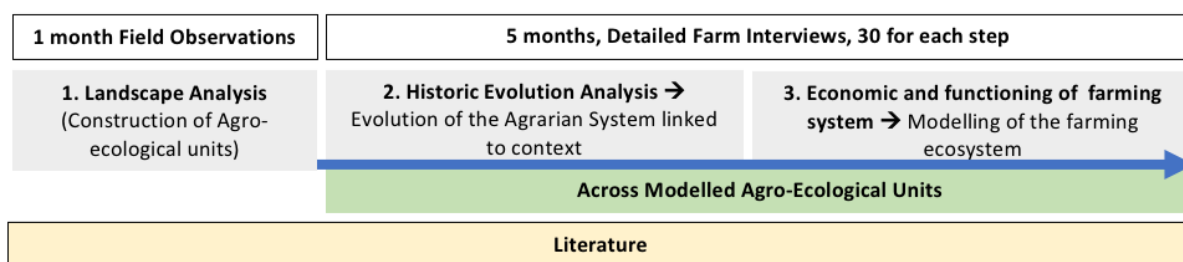 1 month Field Observations
5 months, Detailed Farm Interviews, 30 for each step
1. Landscape Analysis
(Construction of Agro-
ecological units)
2. Historic Evolution Analysis →
Evolution of the Agrarian System linked
to context
3. Economic and functioning of farming
system → Modelling of the farming
ecosystem
Across Modelled Agro-Ecological Units
Literature